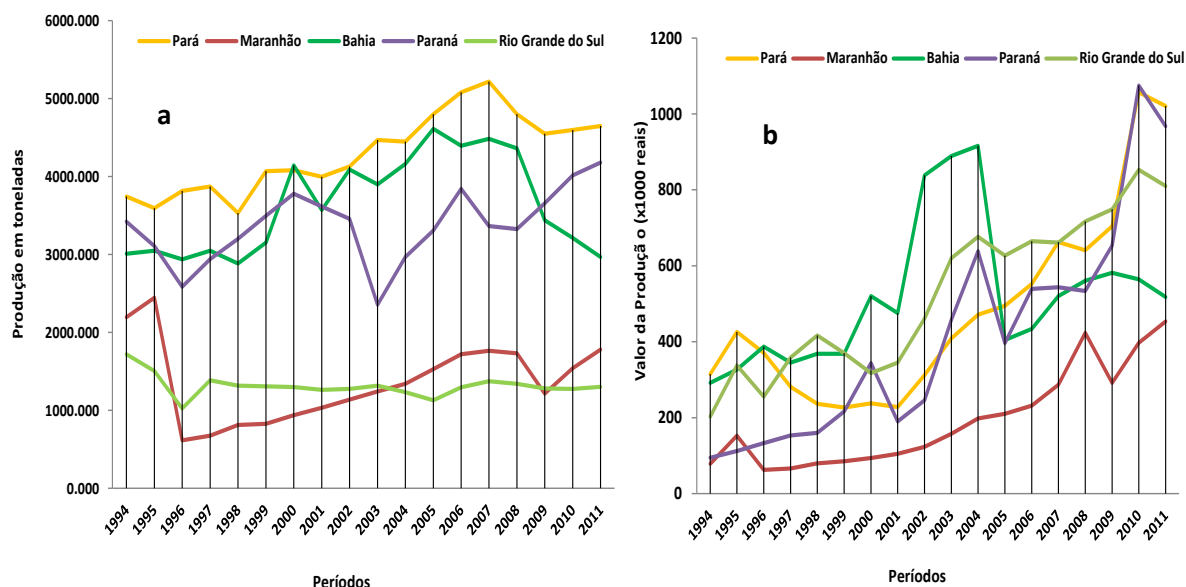 6000.000
5000.000
4000.000
3000.000
2000.000
1000.000
0.000
Produção em toneladas
Pará Maranhão Bahia Paraná Rio Grande do Sul
a
1994 1995 1996 1997 1998 1999 2000 2001 2002 2003 2004 2005 2006 2007 2008 2009 2010 2011
Períodos
1200
1000
800
600
400
200
0
Valor da Produçã o (x1000 reais)
Pará Maranhão Bahia Paraná Rio Grande do Sul
b
1994 1995 1996 1997 1998 1999 2000 2001 2002 2003 2004 2005 2006 2007 2008 2009 2010 2011
Períodos